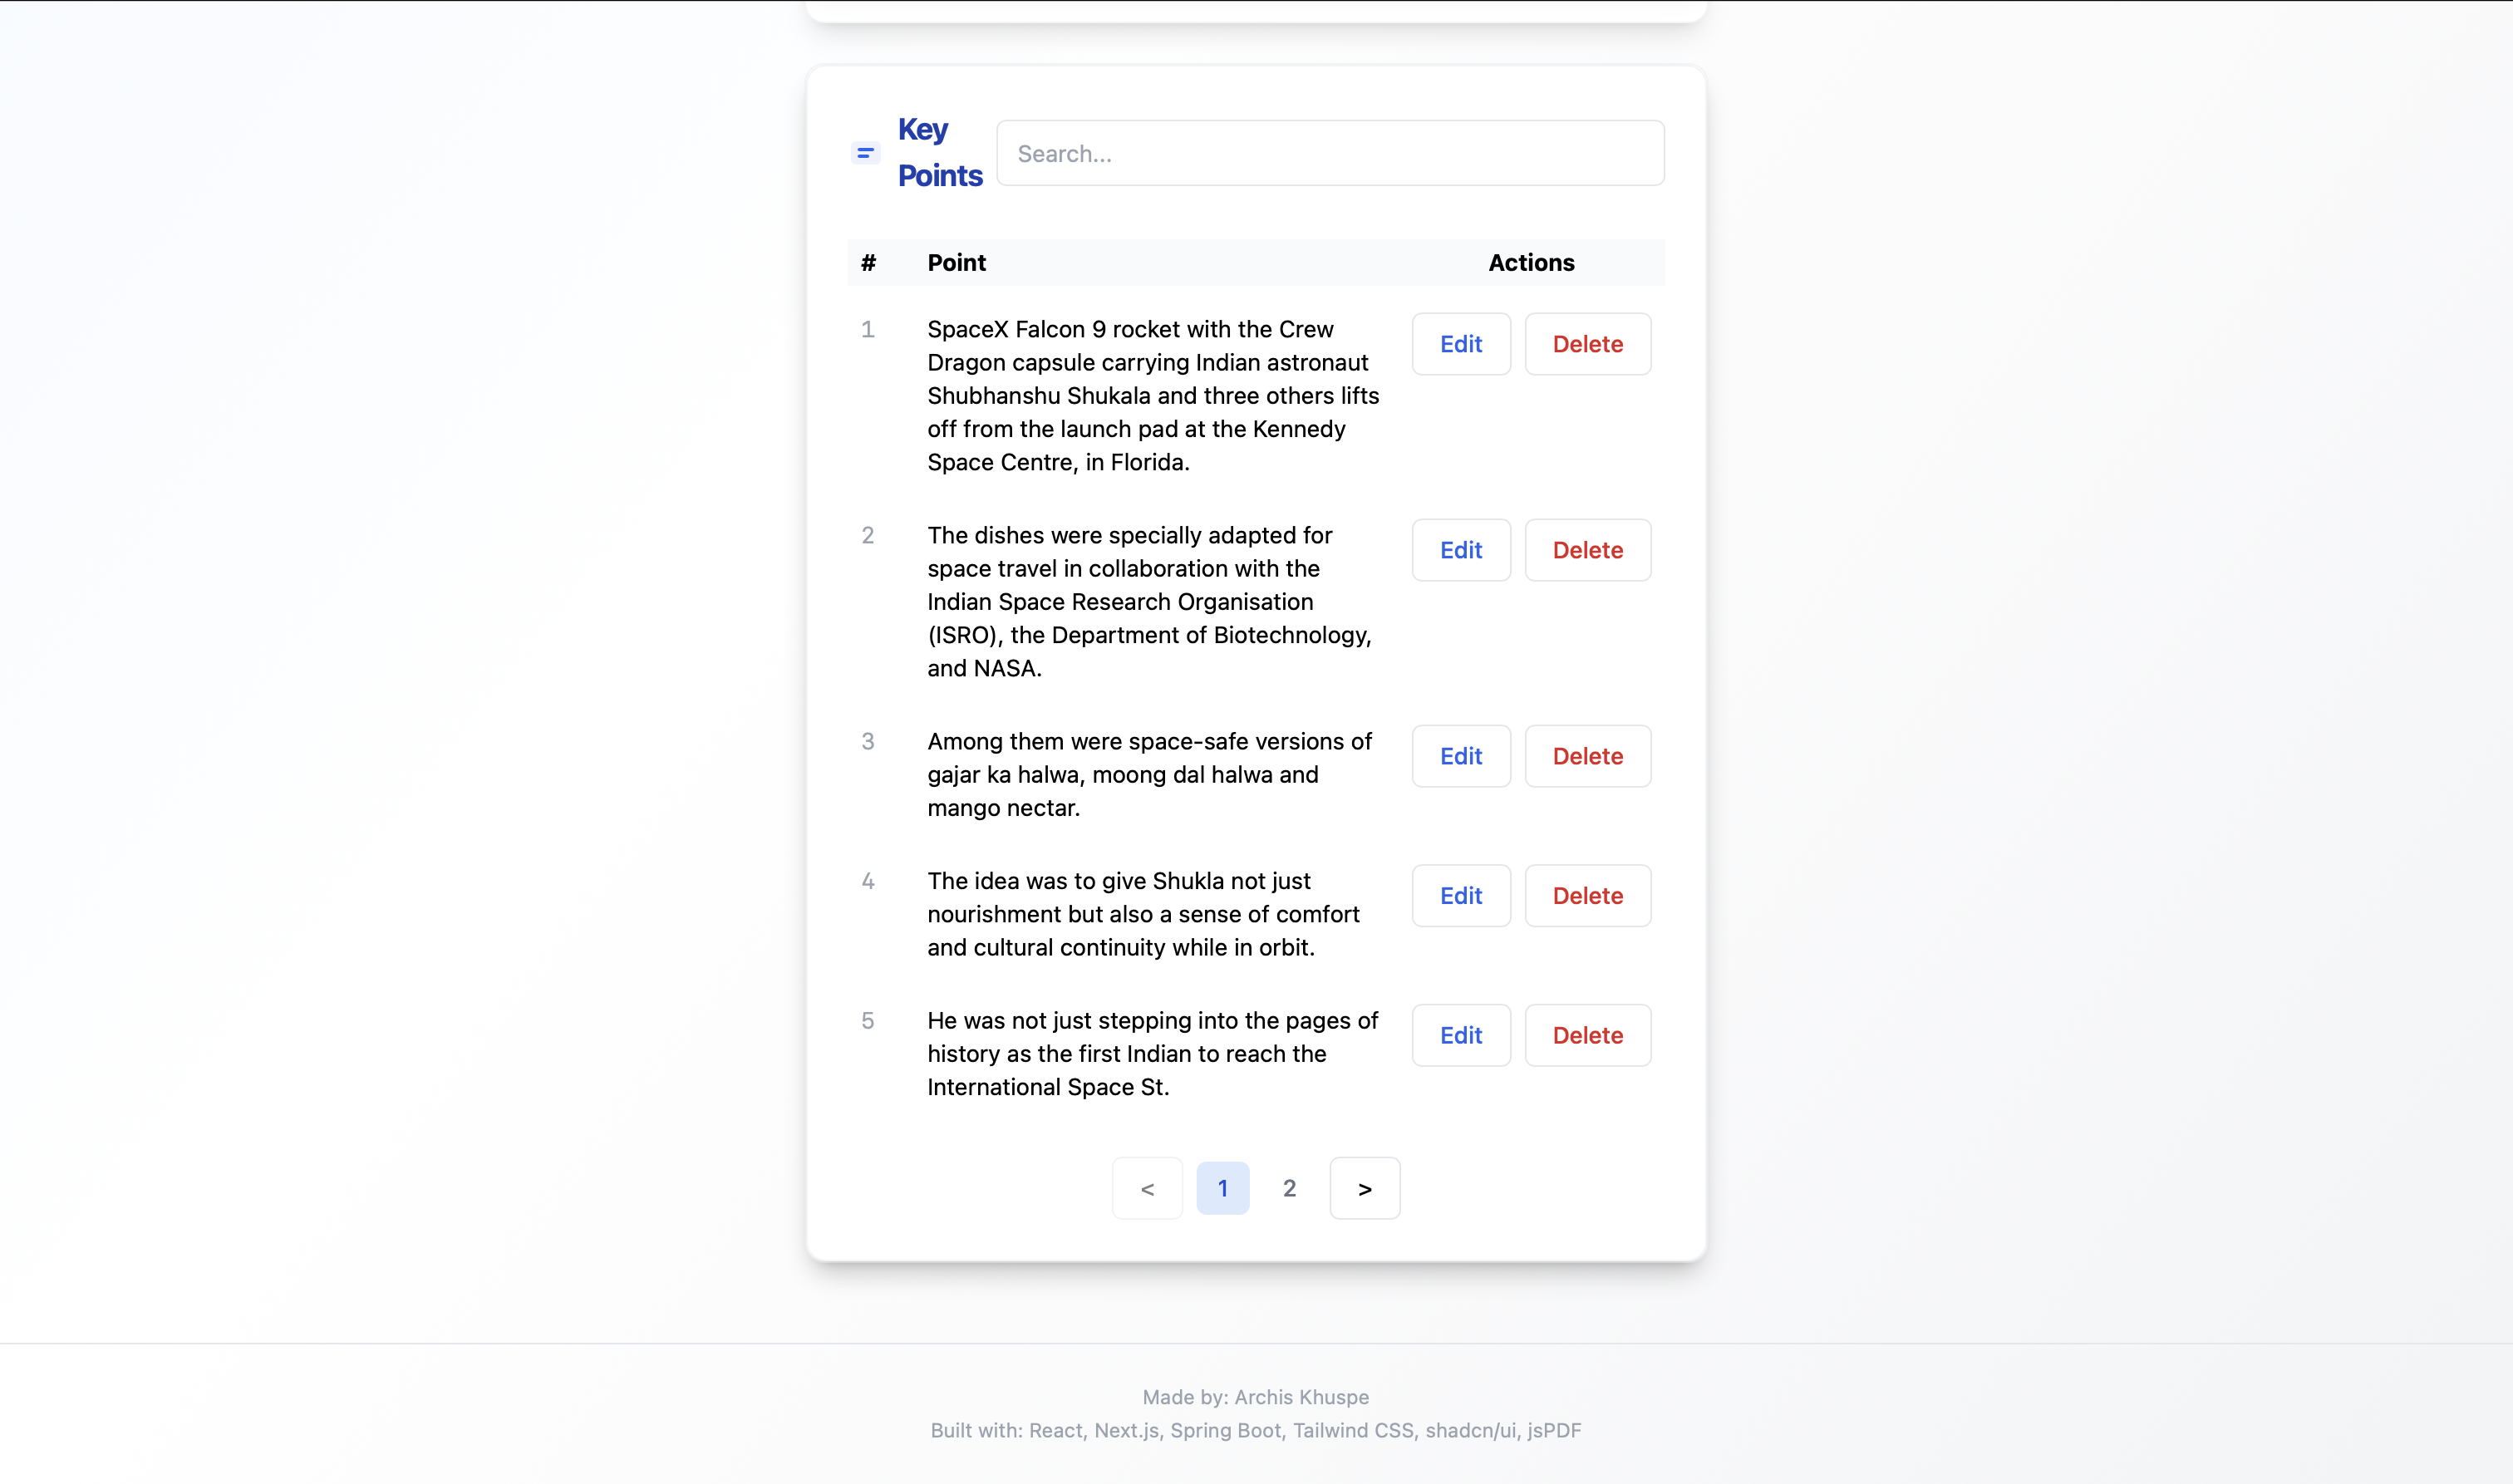 Key
Points
Search...
# Point Actions
1 SpaceX Falcon 9 rocket with the Crew Edit Delete
Dragon capsule carrying Indian astronaut
Shubhanshu Shukala and three others lifts
off from the launch pad at the Kennedy
Space Centre, in Florida.
2 The dishes were specially adapted for Edit Delete
space travel in collaboration with the
Indian Space Research Organisation
(ISRO), the Department of Biotechnology,
and NASA.
3 Among them were space-safe versions of Edit Delete
gajar ka halwa, moong dal halwa and
mango nectar.
4 The idea was to give Shukla not just Edit Delete
nourishment but also a sense of comfort
and cultural continuity while in orbit.
5 He was not just stepping into the pages of Edit Delete
history as the first Indian to reach the
International Space St.
< 1 2 >
Made by: Archis Khuspe
Built with: React, Next.js, Spring Boot, Tailwind CSS, shadcn/ui, jsPDF